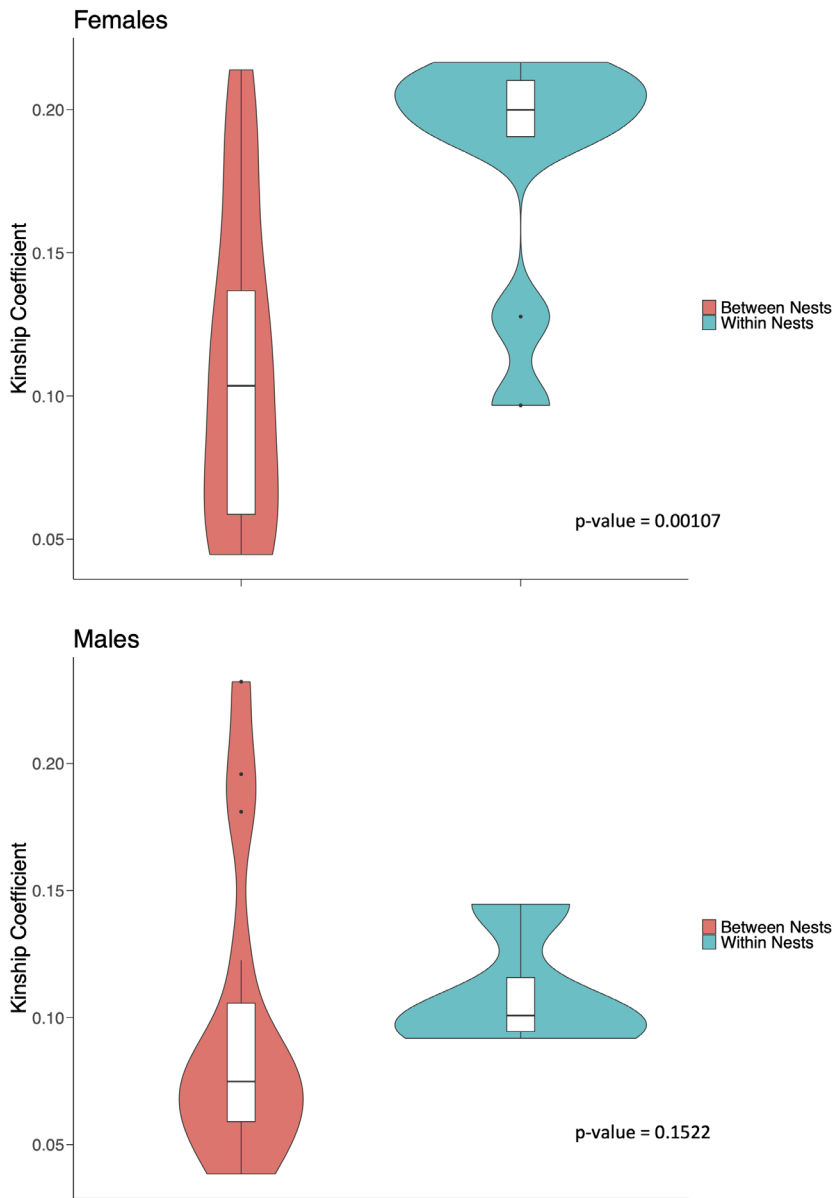 Females
0.20
0.15
0.10
0.05
Kinship Coefficient
Between Nests
Within Nests
p-value = 0.00107
Males
0.20
0.15
0.10
0.05
Kinship Coefficient
Between Nests
Within Nests
p-value = 0.1522